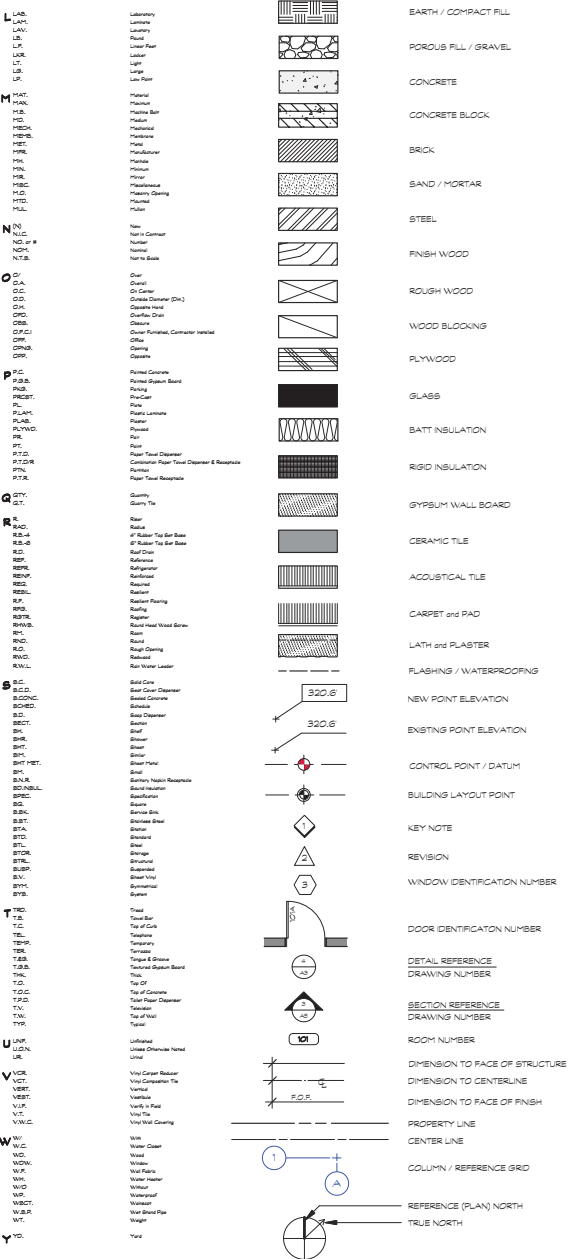 L LAB. Laboratory
LAM. Laminate
LAV. Lavatory
LB. Pound
L.F. Linear Feet
LKR. Locker
LT. Light
LG. Large
LP. Low Point
M MAT. Material
MAX. Maximum
M.B. Machine Bolt
MD. Medium
MECH. Mechanical
MEMB. Membrane
MET. Metal
MFR. Manufacturer
MH. Manhole
MIN. Minimum
MIR. Mirror
MISC. Miscellaneous
M.O. Masonry Opening
MTD. Mounted
MUL. Mullion
N (N) New
N.I.C. Not in Contract
NO. or # Number
NOM. Nominal
N.T.S. Not to Scale
O O/ Over
O.A. Overall
O.C. On Center
O.D. Outside Diameter (Dim.)
O.H. Opposite Hand
OFD. Overflow Drain
OBS. Obscure
O.F.C.I Owner Furnished, Contractor Installed
OFF. Office
OPNG. Opening
OPP. Opposite
P P.C. Painted Concrete
P.G.B. Painted Gypsum Board
PKG. Parking
PRCST. Pre-Cast
PL. Plate
P.LAM. Plastic Laminate
PLAS. Plaster
PLYWD. Plywood
PR. Pair
PT. Point
P.T.D. Paper Towel Dispenser
P.T.D/R Combination Paper Towel Dispenser & Receptacle
PTN. Partition
P.T.R. Paper Towel Receptacle
Q QTY. Quantity
Q.T. Quarry Tile
R R. Riser
RAD. Radius
R.B.-4 4" Rubber Top Set Base
R.B.-6 6" Rubber Top Set Base
R.D. Roof Drain
REF. Reference
REFR. Refrigerator
REINF. Reinforced
REQ. Required
RESIL. Resilient
R.F. Resilient Flooring
RFG. Roofing
RGTR. Register
RHWS. Round Head Wood Screw
RM. Room
RND. Round
R.O. Rough Opening
RWD. Redwood
R.W.L. Rain Water Leader
S S.C. Solid Core
S.C.D. Seat Cover Dispenser
S.CONC. Sealed Concrete
SCHED. Schedule
S.D. Soap Dispenser
SECT. Section
SH. Shelf
SHR. Shower
SHT. Sheet
SIM. Similar
SHT MET. Sheet Metal
SM. Small
S.N.R. Sanitary Napkin Receptacle
SD.INSUL. Sound Insulation
SPEC. Specification
SQ. Square
S.SK. Service Sink
S.ST. Stainless Steel
STA. Station
STD. Standard
STL. Steel
STOR. Storage
STRL. Structural
SUSP. Suspended
S.V. Sheet Vinyl
SYM. Symmetrical
SYS. System
T TRD. Tread
T.B. Towel Bar
T.C. Top of Curb
TEL. Telephone
TEMP. Temporary
TER. Terrazzo
T.&G. Tongue & Groove
T.G.B. Textured Gypsum Board
THK. Thick
T.O. Top Of
T.O.C. Top of Concrete
T.P.D. Toilet Paper Dispenser
T.V. Television
T.W. Top of Wall
TYP. Typical
U UNF. Unfinished
U.O.N. Unless Otherwise Noted
UR. Urinal
V VCR. Vinyl Carpet Reducer
VCT. Vinyl Composition Tile
VERT. Vertical
VEST. Vestibule
V.I.F. Verify in Field
V.T. Vinyl Tile
V.W.C. Vinyl Wall Covering
W W/ With
W.C. Water Closet
WD. Wood
WDW. Window
W.F. Wall Fabric
WH. Water Heater
W/O Without
WP. Waterproof
WSCT. Wainscot
W.S.P. Wet Stand Pipe
WT. Weight
Y YD. Yard
EARTH / COMPACT FILL
POROUS FILL / GRAVEL
CONCRETE
CONCRETE BLOCK
BRICK
SAND / MORTAR
STEEL
FINISH WOOD
ROUGH WOOD
WOOD BLOCKING
PLYWOOD
GLASS
BATT INSULATION
RIGID INSULATION
GYPSUM WALL BOARD
CERAMIC TILE
ACOUSTICAL TILE
CARPET and PAD
LATH and PLASTER
FLASHING / WATERPROOFING
320.6' NEW POINT ELEVATION
320.6' EXISTING POINT ELEVATION
CONTROL POINT / DATUM
BUILDING LAYOUT POINT
1 KEY NOTE
2 REVISION
3 WINDOW IDENTIFICATION NUMBER
101A DOOR IDENTIFICATON NUMBER
4 DETAIL REFERENCE
A3 DRAWING NUMBER
3 SECTION REFERENCE
A8 DRAWING NUMBER
101 ROOM NUMBER
DIMENSION TO FACE OF STRUCTURE
CL DIMENSION TO CENTERLINE
F.O.F. DIMENSION TO FACE OF FINISH
PROPERTY LINE
CENTER LINE
1 COLUMN / REFERENCE GRID
A
REFERENCE (PLAN) NORTH
TRUE NORTH